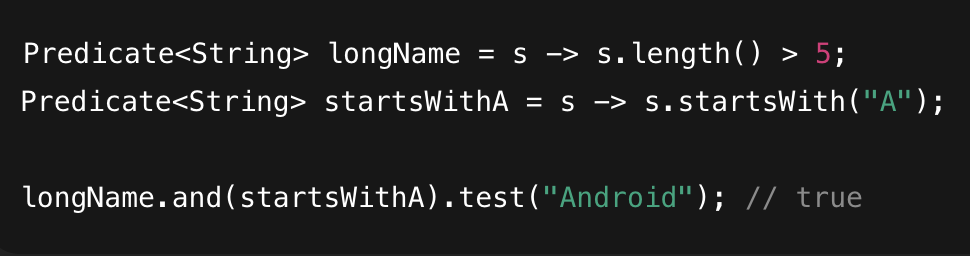 Predicate<String> longName = s -> s.length() > 5;
Predicate<String> startsWithA = s -> s.startsWith("A");
longName.and(startsWithA).test("Android"); // true